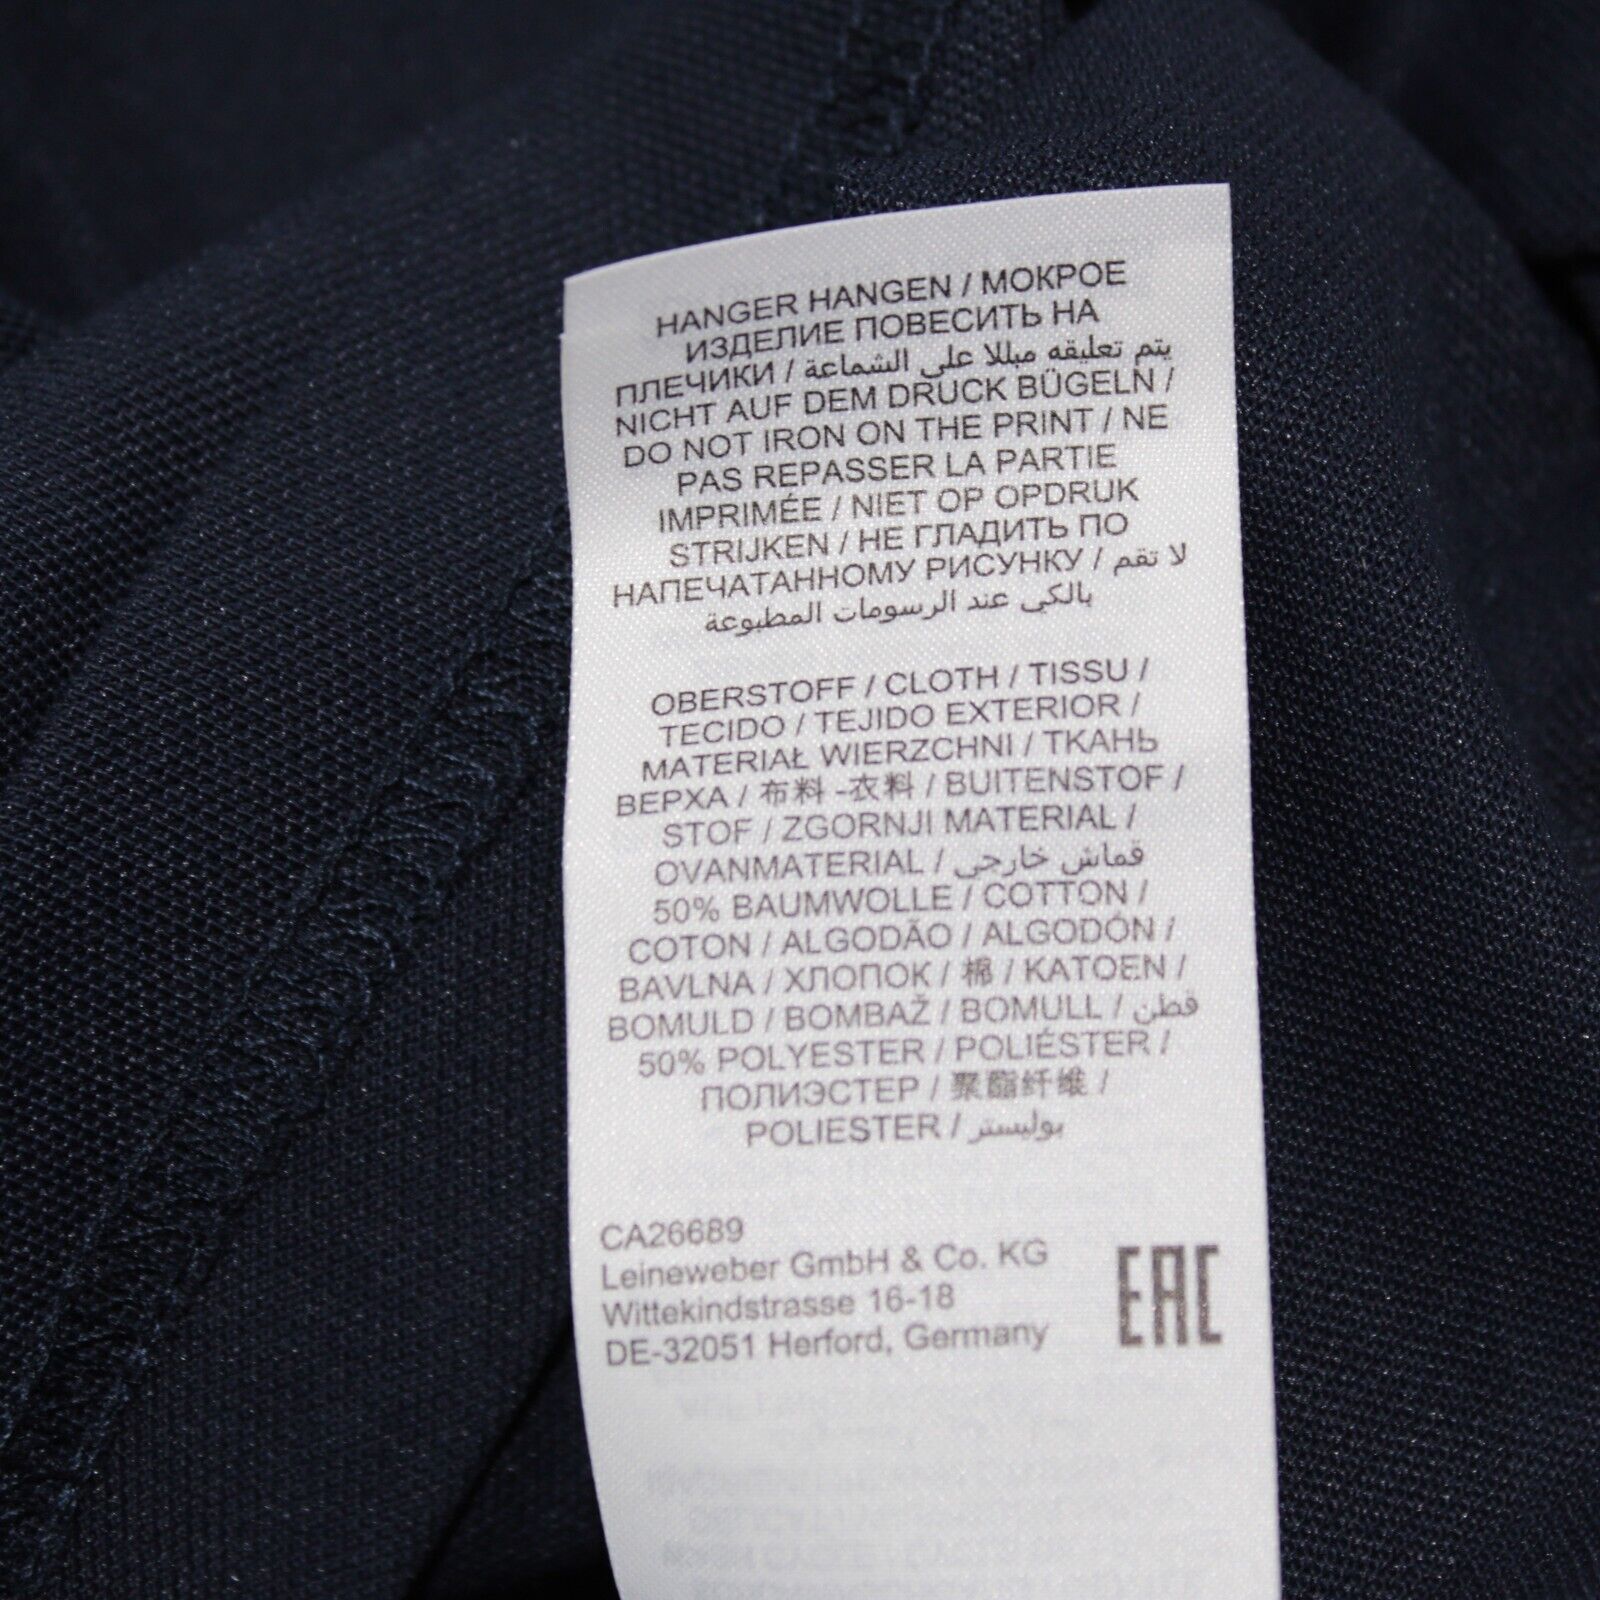 HANGER HANGEN / МОКРОЕ
ИЗДЕЛИЕ ПОВЕСИТЬ НА
ПЛЕЧИКИ / يتم تعليقه مبللا على الشماعة
NICHT AUF DEM DRUCK BÜGELN /
DO NOT IRON ON THE PRINT / NE
PAS REPASSER LA PARTIE
IMPRIMÉE / NIET OP OPDRUK
STRIJKEN / НЕ ГЛАДИТЬ ПО
НАПЕЧАТАННОМУ РИСУНКУ / لا تقم
بالكى عند الرسومات المطبوعة
OBERSTOFF / CLOTH / TISSU /
TECIDO / TEJIDO EXTERIOR /
MATERIAŁ WIERZCHNI / ТКАНЬ
ВЕРХА / 布料 -衣料 / BUITENSTOF /
STOF / ZGORNJI MATERIAL /
OVANMATERIAL / قماش خارجى
50% BAUMWOLLE / COTTON /
COTON / ALGODÃO / ALGODÓN /
BAVLNA / ХЛОПОК / 棉 / KATOEN /
BOMULD / BOMBAŽ / BOMULL / قطن
50% POLYESTER / POLIÉSTER /
ПОЛИЭСТЕР / 聚酯纤维 /
POLIESTER / بوليستر
CA26689
Leineweber GmbH & Co. KG
Wittekindstrasse 16-18
DE-32051 Herford, Germany
EAC